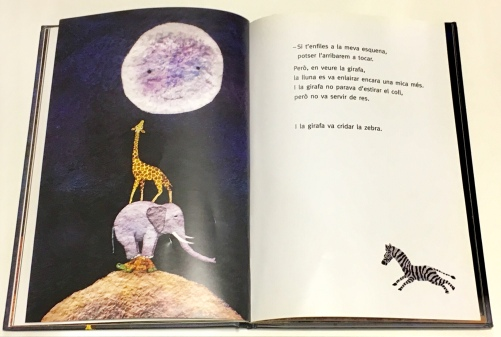 – Si t'enfiles a la meva esquena,
potser l'arribarem a tocar.
Però, en veure la girafa,
la lluna es va enlairar encara una mica més.
I la girafa no parava d'estirar el coll,
però no va servir de res.
I la girafa va cridar la zebra.